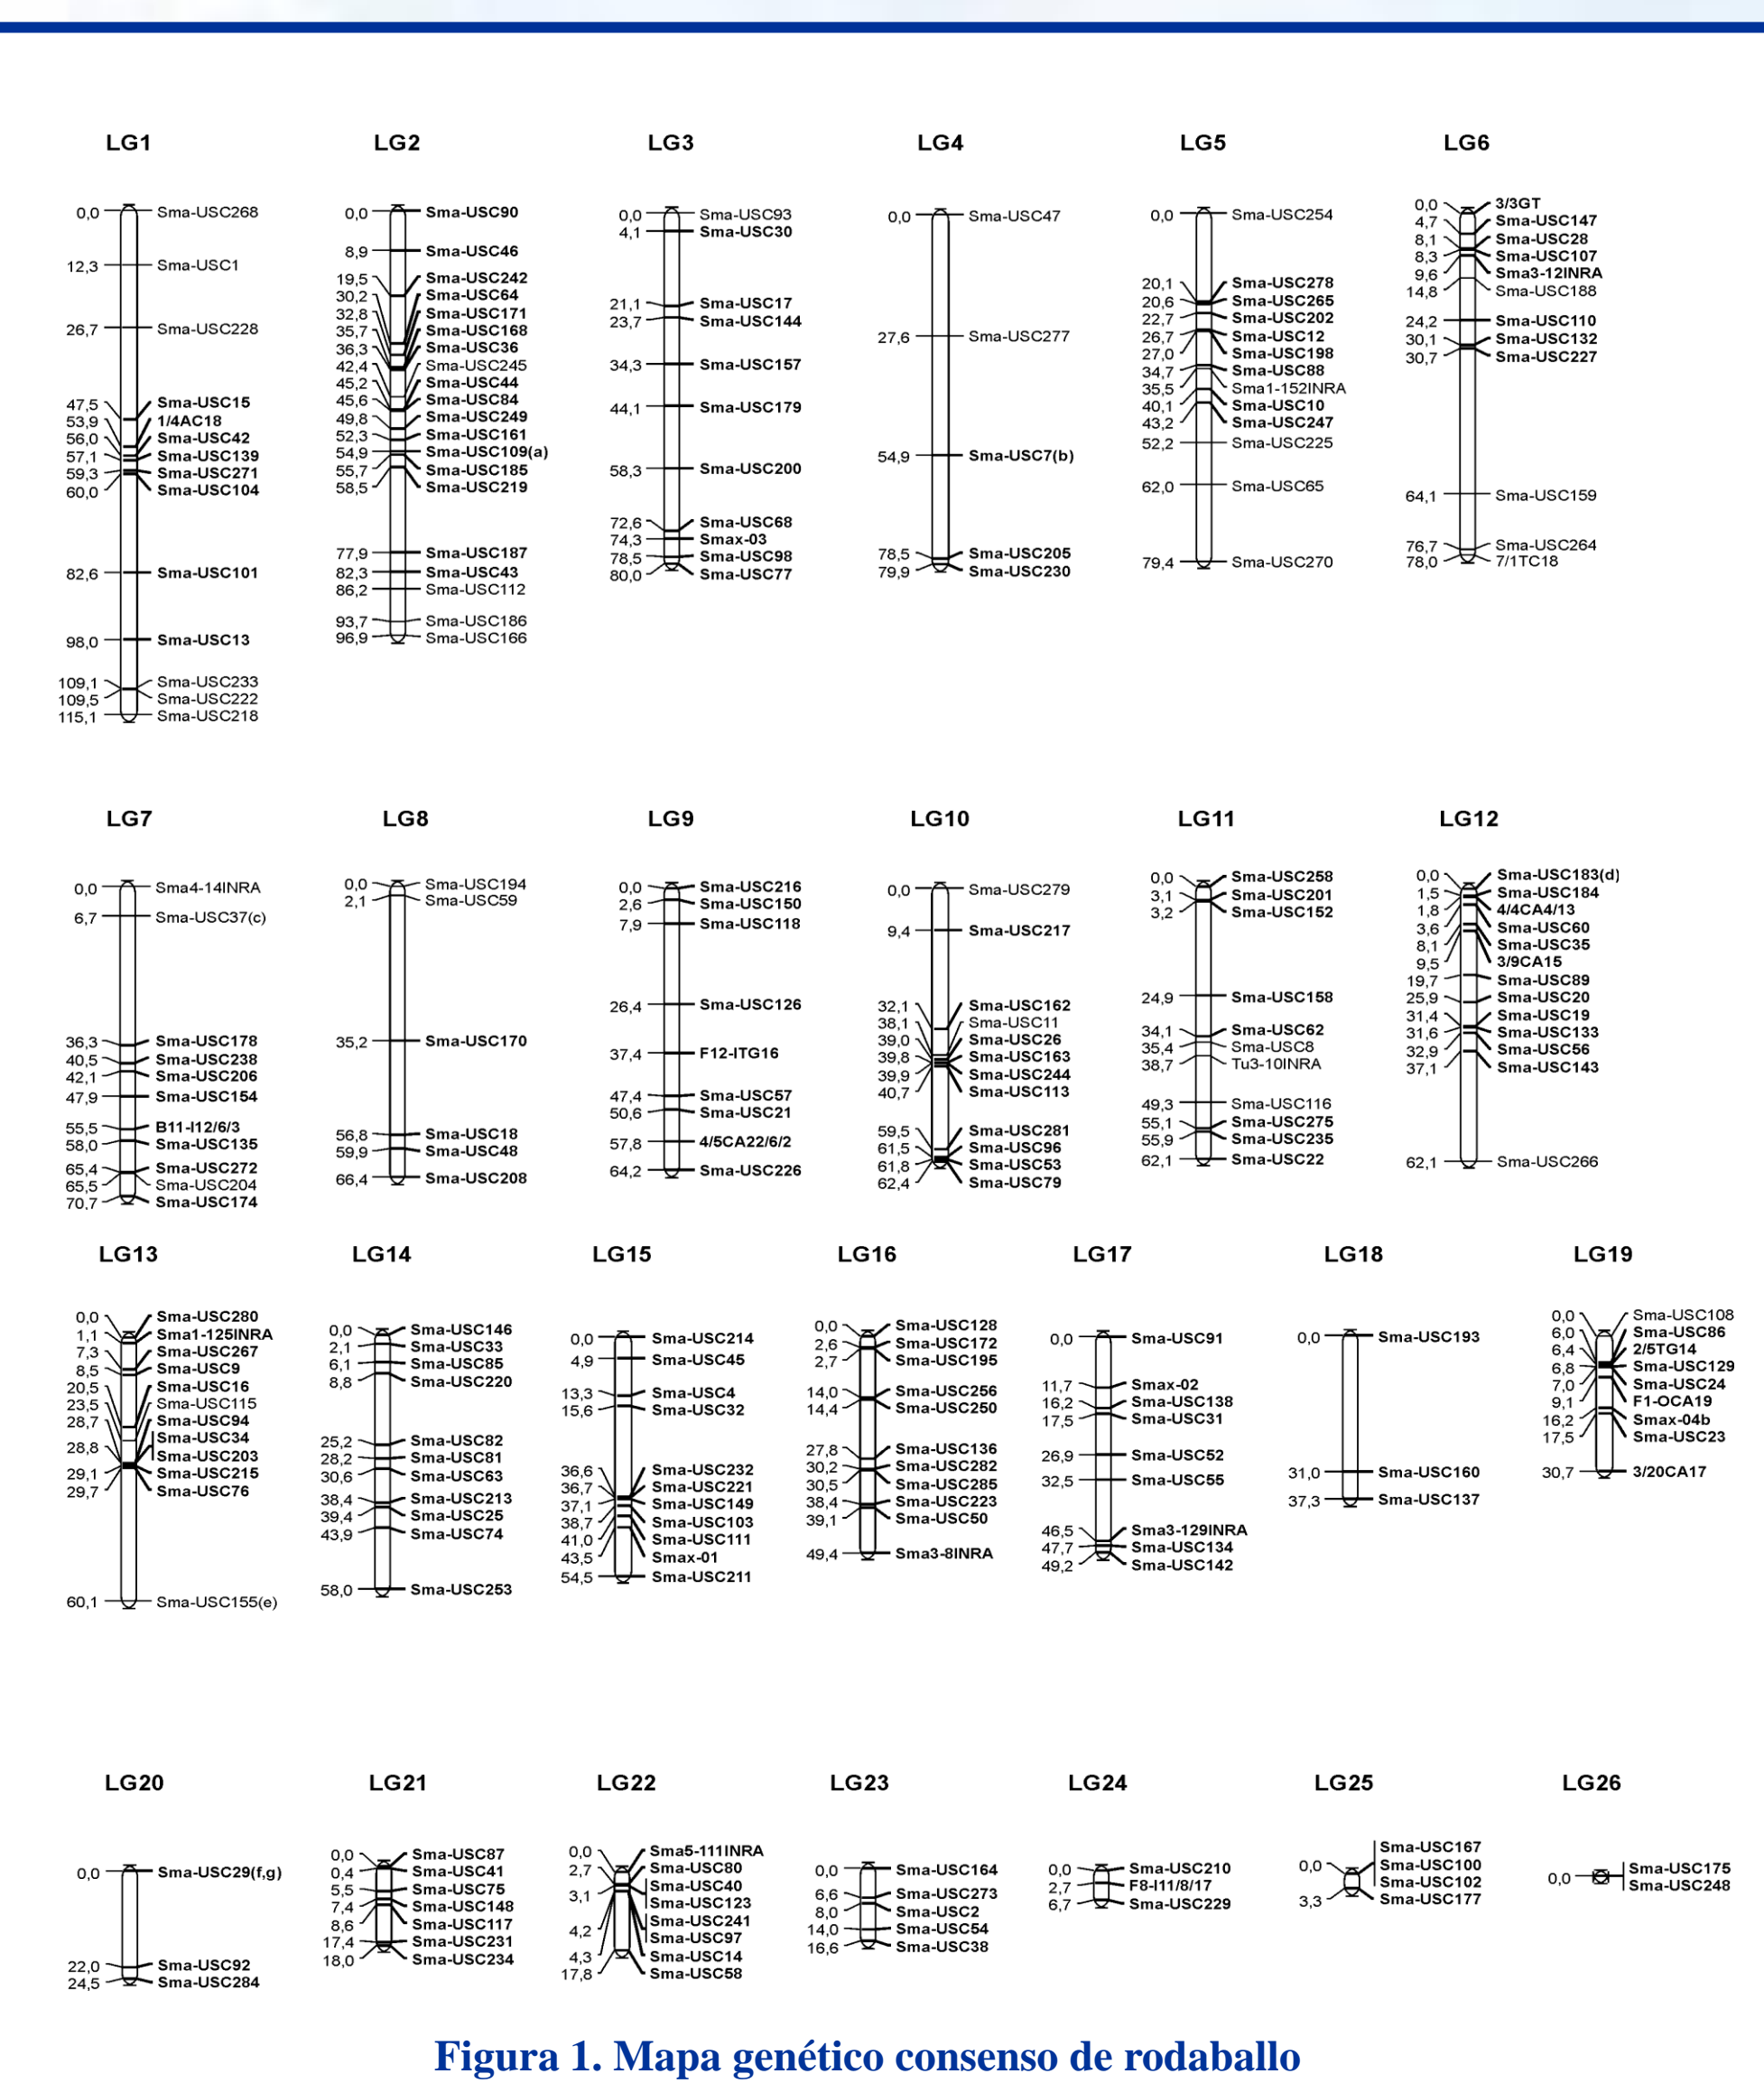 LG1 LG2 LG3 LG4 LG5 LG6
0,0 Sma-USC268
12,3 Sma-USC1
26,7 Sma-USC228
47,5 Sma-USC15
53,9 1/4AC18
56,0 Sma-USC42
57,1 Sma-USC139
59,3 Sma-USC271
60,0 Sma-USC104
82,6 Sma-USC101
98,0 Sma-USC13
109,1 Sma-USC233
109,5 Sma-USC222
115,1 Sma-USC218
0,0 Sma-USC90
8,9 Sma-USC46
19,5 Sma-USC242
30,2 Sma-USC64
32,8 Sma-USC171
35,7 Sma-USC168
36,3 Sma-USC36
42,4 Sma-USC245
45,2 Sma-USC44
45,6 Sma-USC84
49,8 Sma-USC249
52,3 Sma-USC161
54,9 Sma-USC109(a)
55,7 Sma-USC185
58,5 Sma-USC219
77,9 Sma-USC187
82,3 Sma-USC43
86,2 Sma-USC112
93,7 Sma-USC186
96,9 Sma-USC166
0,0 Sma-USC93
4,1 Sma-USC30
21,1 Sma-USC17
23,7 Sma-USC144
34,3 Sma-USC157
44,1 Sma-USC179
58,3 Sma-USC200
72,6 Sma-USC68
74,3 Smax-03
78,5 Sma-USC98
80,0 Sma-USC77
0,0 Sma-USC47
27,6 Sma-USC277
54,9 Sma-USC7(b)
78,5 Sma-USC205
79,9 Sma-USC230
0,0 Sma-USC254
20,1 Sma-USC278
20,6 Sma-USC265
22,7 Sma-USC202
26,7 Sma-USC12
27,0 Sma-USC198
34,7 Sma-USC88
35,5 Sma1-152INRA
40,1 Sma-USC10
43,2 Sma-USC247
52,2 Sma-USC225
62,0 Sma-USC65
79,4 Sma-USC270
0,0 3/3GT
4,7 Sma-USC147
8,1 Sma-USC28
8,3 Sma-USC107
9,6 Sma3-12INRA
14,8 Sma-USC188
24,2 Sma-USC110
30,1 Sma-USC132
30,7 Sma-USC227
64,1 Sma-USC159
76,7 Sma-USC264
78,0 7/1TC18
LG7 LG8 LG9 LG10 LG11 LG12
0,0 Sma4-14INRA
6,7 Sma-USC37(c)
36,3 Sma-USC178
40,5 Sma-USC238
42,1 Sma-USC206
47,9 Sma-USC154
55,5 B11-I12/6/3
58,0 Sma-USC135
65,4 Sma-USC272
65,5 Sma-USC204
70,7 Sma-USC174
0,0 Sma-USC194
2,1 Sma-USC59
35,2 Sma-USC170
56,8 Sma-USC18
59,9 Sma-USC48
66,4 Sma-USC208
0,0 Sma-USC216
2,6 Sma-USC150
7,9 Sma-USC118
26,4 Sma-USC126
37,4 F12-ITG16
47,4 Sma-USC57
50,6 Sma-USC21
57,8 4/5CA22/6/2
64,2 Sma-USC226
0,0 Sma-USC279
9,4 Sma-USC217
32,1 Sma-USC162
38,1 Sma-USC11
39,0 Sma-USC26
39,8 Sma-USC163
39,9 Sma-USC244
40,7 Sma-USC113
59,5 Sma-USC281
61,5 Sma-USC96
61,8 Sma-USC53
62,4 Sma-USC79
0,0 Sma-USC258
3,1 Sma-USC201
3,2 Sma-USC152
24,9 Sma-USC158
34,1 Sma-USC62
35,4 Sma-USC8
38,7 Tu3-10INRA
49,3 Sma-USC116
55,1 Sma-USC275
55,9 Sma-USC235
62,1 Sma-USC22
0,0 Sma-USC183(d)
1,5 Sma-USC184
1,8 4/4CA4/13
3,6 Sma-USC60
8,1 Sma-USC35
9,5 3/9CA15
19,7 Sma-USC89
25,9 Sma-USC20
31,4 Sma-USC19
31,6 Sma-USC133
32,9 Sma-USC56
37,1 Sma-USC143
62,1 Sma-USC266
LG13 LG14 LG15 LG16 LG17 LG18 LG19
0,0 Sma-USC280
1,1 Sma1-125INRA
7,3 Sma-USC267
8,5 Sma-USC9
20,5 Sma-USC16
23,5 Sma-USC115
28,7 Sma-USC94
Sma-USC34
28,8 Sma-USC203
29,1 Sma-USC215
29,7 Sma-USC76
60,1 Sma-USC155(e)
0,0 Sma-USC146
2,1 Sma-USC33
6,1 Sma-USC85
8,8 Sma-USC220
25,2 Sma-USC82
28,2 Sma-USC81
30,6 Sma-USC63
38,4 Sma-USC213
39,4 Sma-USC25
43,9 Sma-USC74
58,0 Sma-USC253
0,0 Sma-USC214
4,9 Sma-USC45
13,3 Sma-USC4
15,6 Sma-USC32
36,6 Sma-USC232
36,7 Sma-USC221
37,1 Sma-USC149
38,7 Sma-USC103
41,0 Sma-USC111
43,5 Smax-01
54,5 Sma-USC211
0,0 Sma-USC128
2,6 Sma-USC172
2,7 Sma-USC195
14,0 Sma-USC256
14,4 Sma-USC250
27,8 Sma-USC136
30,2 Sma-USC282
30,5 Sma-USC285
38,4 Sma-USC223
39,1 Sma-USC50
49,4 Sma3-8INRA
0,0 Sma-USC91
11,7 Smax-02
16,2 Sma-USC138
17,5 Sma-USC31
26,9 Sma-USC52
32,5 Sma-USC55
46,5 Sma3-129INRA
47,7 Sma-USC134
49,2 Sma-USC142
0,0 Sma-USC193
31,0 Sma-USC160
37,3 Sma-USC137
0,0 Sma-USC108
6,0 Sma-USC86
6,4 2/5TG14
6,8 Sma-USC129
7,0 Sma-USC24
9,1 F1-OCA19
16,2 Smax-04b
17,5 Sma-USC23
30,7 3/20CA17
LG20 LG21 LG22 LG23 LG24 LG25 LG26
0,0 Sma-USC29(f,g)
22,0 Sma-USC92
24,5 Sma-USC284
0,0 Sma-USC87
0,4 Sma-USC41
5,5 Sma-USC75
7,4 Sma-USC148
8,6 Sma-USC117
17,4 Sma-USC231
18,0 Sma-USC234
0,0 Sma5-111INRA
2,7 Sma-USC80
Sma-USC40
3,1 Sma-USC123
Sma-USC241
4,2 Sma-USC97
4,3 Sma-USC14
17,8 Sma-USC58
0,0 Sma-USC164
6,6 Sma-USC273
8,0 Sma-USC2
14,0 Sma-USC54
16,6 Sma-USC38
0,0 Sma-USC210
2,7 F8-I11/8/17
6,7 Sma-USC229
Sma-USC167
0,0 Sma-USC100
Sma-USC102
3,3 Sma-USC177
0,0 Sma-USC175
Sma-USC248
Figura 1. Mapa genético consenso de rodaballo